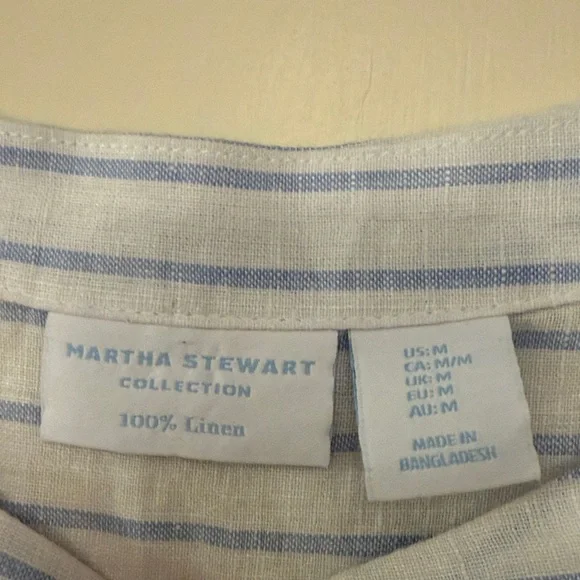 MARTHA STEWART
COLLECTION
100% Linen
US: M
CA: M/M
UK: M
EU: M
AU: M
MADE IN
BANGLADESH